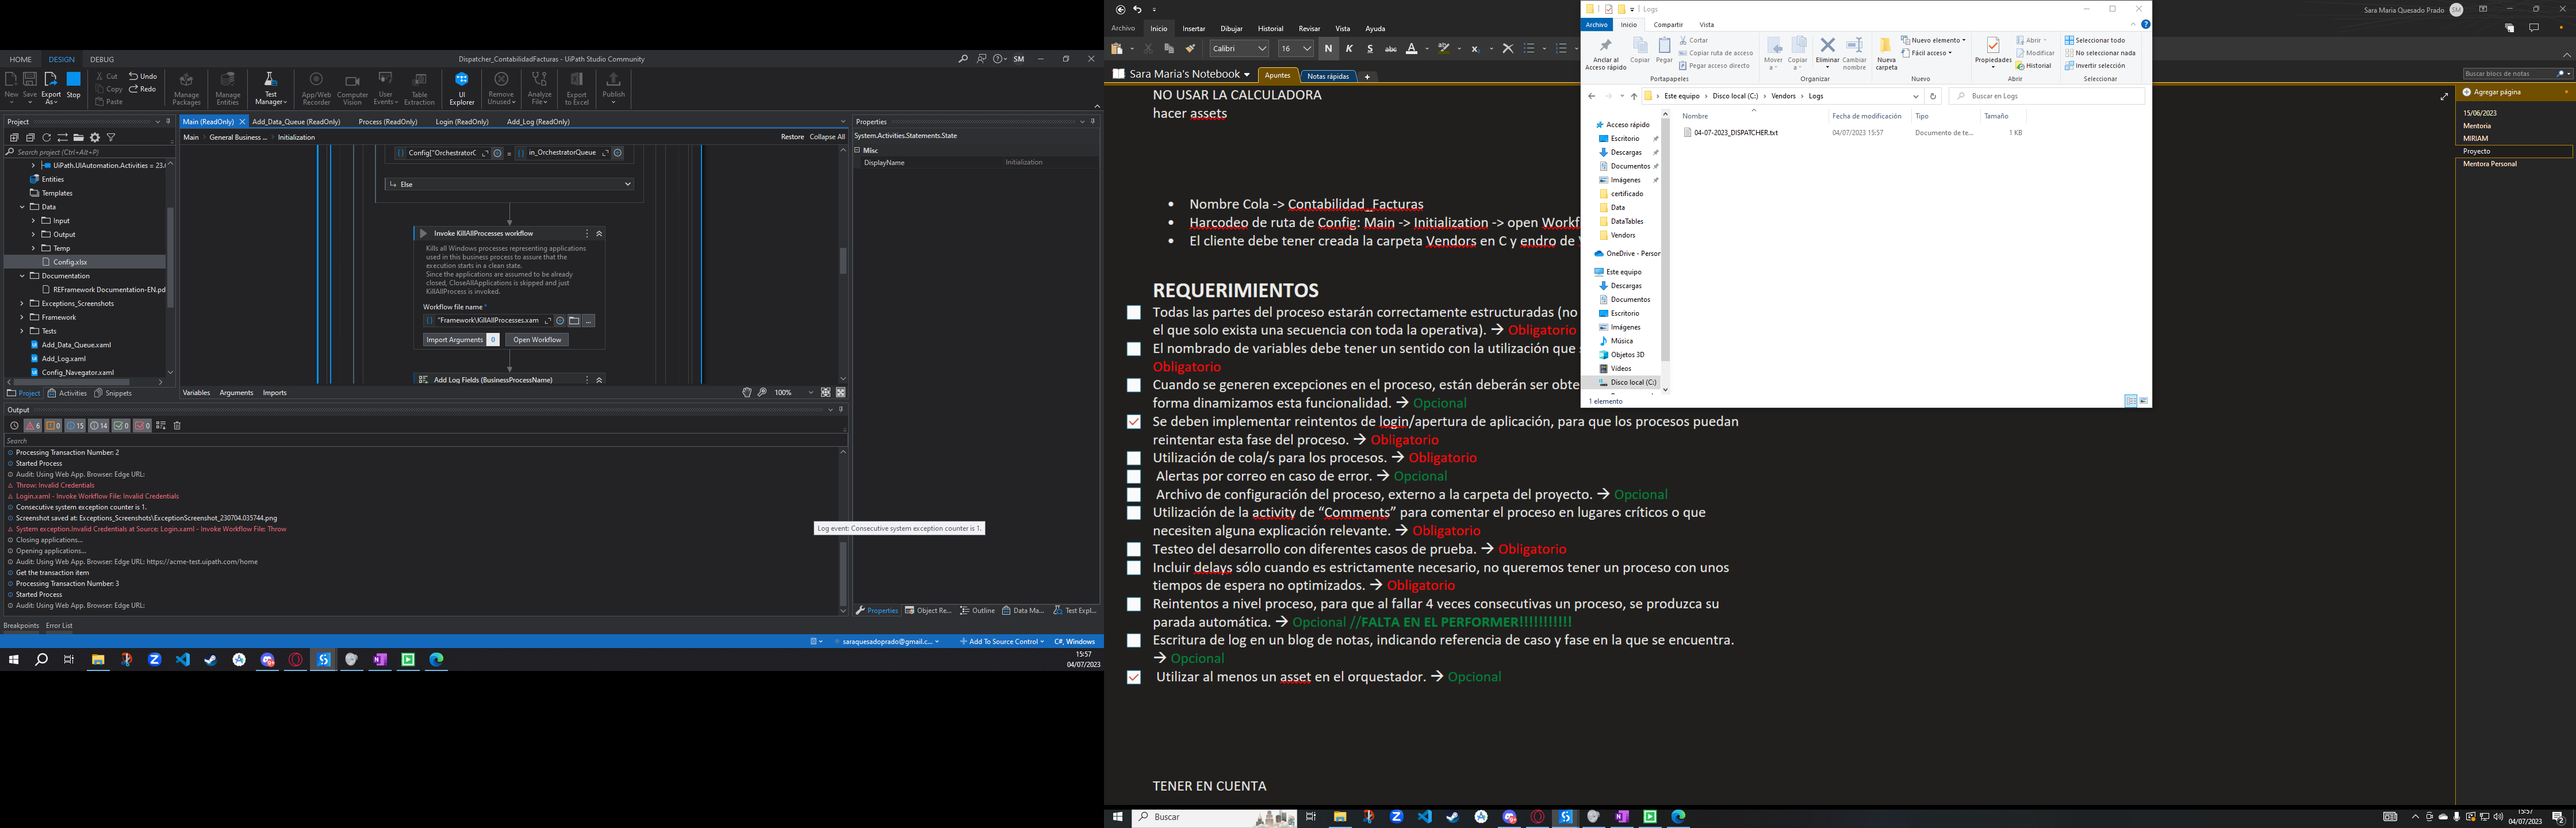 HOME DESIGN DEBUG
Dispatcher_ContabilidadFacturas - UiPath Studio Community
SM
New Save Export As Stop
Cut Copy Paste
Undo Redo
Manage Packages
Manage Entities
Test Manager
App/Web Recorder
Computer Vision
User Events
Table Extraction
UI Explorer
Remove Unused
Analyze File
Export to Excel
Publish
Project
Search project (Ctrl+Alt+P)
UiPath.UIAutomation.Activities = 23.
Entities
Templates
Data
Input
Output
Temp
Config.xlsx
Documentation
REFramework Documentation-EN.pd
Exceptions_Screenshots
Framework
Tests
Add_Data_Queue.xaml
Add_Log.xaml
Config_Navegator.xaml
Project Activities Snippets
Main (ReadOnly) Add_Data_Queue (ReadOnly) Process (ReadOnly) Login (ReadOnly) Add_Log (ReadOnly)
Main General Business ... Initialization
Restore Collapse All
Config["OrchestratorC = in_OrchestratorQueue
Else
Invoke KillAllProcesses workflow
Kills all Windows processes representing applications
used in this business process to assure that the
execution starts in a clean state.
Since the applications are assumed to be already
closed, CloseAllApplications is skipped and just
KillAllProcess is invoked.
Workflow file name *
"Framework\KillAllProcesses.xam
Import Arguments 0 Open Workflow
Add Log Fields (BusinessProcessName)
Variables Arguments Imports
100%
Properties
System.Activities.Statements.State
Misc
DisplayName Initialization
Properties Object Re... Outline Data Ma... Test Expl...
Output
6 0 15 14 0 0
Search
Processing Transaction Number: 2
Started Process
Audit: Using Web App. Browser: Edge URL:
Throw: Invalid Credentials
Login.xaml - Invoke Workflow File: Invalid Credentials
Consecutive system exception counter is 1.
Screenshot saved at: Exceptions_Screenshots\ExceptionScreenshot_230704.035744.png
System exception.Invalid Credentials at Source: Login.xaml - Invoke Workflow File: Throw
Closing applications...
Opening applications...
Audit: Using Web App. Browser: Edge URL: https://acme-test.uipath.com/home
Get the transaction item
Processing Transaction Number: 3
Started Process
Audit: Using Web App. Browser: Edge URL:
Log event: Consecutive system exception counter is 1.
Breakpoints Error List
saraquesadoprado@gmail.c... Add To Source Control C#, Windows
15:57
04/07/2023
Sara Maria Quesado Prado SM
Archivo Inicio Insertar Dibujar Historial Revisar Vista Ayuda
Calibri 16 N K S abc A
Sara Maria's Notebook Apuntes Notas rápidas +
Buscar blocs de notas
NO USAR LA CALCULADORA
hacer assets
• Nombre Cola -> Contabilidad_Facturas
• Harcodeo de ruta de Config: Main -> Initialization -> open Workf
• El cliente debe tener creada la carpeta Vendors en C y endro de
REQUERIMIENTOS
Todas las partes del proceso estarán correctamente estructuradas (no
el que solo exista una secuencia con toda la operativa). → Obligatorio
El nombrado de variables debe tener un sentido con la utilización que
Obligatorio
Cuando se generen excepciones en el proceso, están deberán ser obte
forma dinamizamos esta funcionalidad. → Opcional
Se deben implementar reintentos de login/apertura de aplicación, para que los procesos puedan
reintentar esta fase del proceso. → Obligatorio
Utilización de cola/s para los procesos. → Obligatorio
Alertas por correo en caso de error. → Opcional
Archivo de configuración del proceso, externo a la carpeta del proyecto. → Opcional
Utilización de la activity de “Comments” para comentar el proceso en lugares críticos o que
necesiten alguna explicación relevante. → Obligatorio
Testeo del desarrollo con diferentes casos de prueba. → Obligatorio
Incluir delays sólo cuando es estrictamente necesario, no queremos tener un proceso con unos
tiempos de espera no optimizados. → Obligatorio
Reintentos a nivel proceso, para que al fallar 4 veces consecutivas un proceso, se produzca su
parada automática. → Opcional //FALTA EN EL PERFORMER!!!!!!!!!!!
Escritura de log en un blog de notas, indicando referencia de caso y fase en la que se encuentra.
→ Opcional
Utilizar al menos un asset en el orquestador. → Opcional
TENER EN CUENTA
Agregar página
15/06/2023
Mentoria
MIRIAM
Proyecto
Mentora Personal
Logs
Archivo Inicio Compartir Vista
Anclar al Acceso rápido
Copiar
Pegar
Cortar
Copiar ruta de acceso
Pegar acceso directo
Portapapeles
Mover a
Copiar a
Eliminar
Cambiar nombre
Organizar
Nueva carpeta
Nuevo elemento
Fácil acceso
Nuevo
Propiedades
Abrir
Modificar
Historial
Abrir
Seleccionar todo
No seleccionar nada
Invertir selección
Seleccionar
Este equipo Disco local (C:) Vendors Logs
Buscar en Logs
Nombre Fecha de modificación Tipo Tamaño
04-07-2023_DISPATCHER.txt 04/07/2023 15:57 Documento de te... 1 KB
Acceso rápido
Escritorio
Descargas
Documentos
Imágenes
certificado
Data
DataTables
Vendors
OneDrive - Person
Este equipo
Descargas
Documentos
Escritorio
Imágenes
Música
Objetos 3D
Vídeos
Disco local (C:)
1 elemento
Buscar
15:57
04/07/2023
2